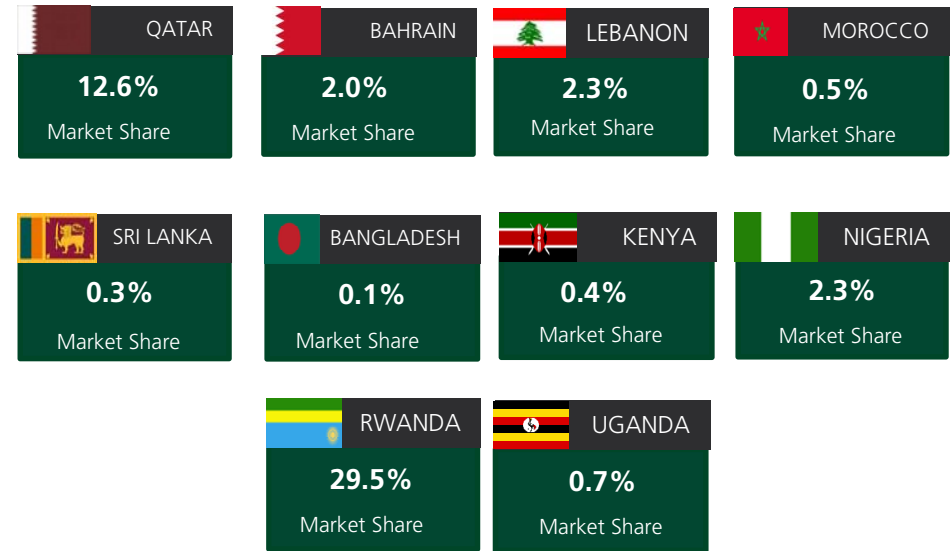 QATAR
12.6%
Market Share
BAHRAIN
2.0%
Market Share
LEBANON
2.3%
Market Share
MOROCCO
0.5%
Market Share
SRI LANKA
0.3%
Market Share
BANGLADESH
0.1%
Market Share
KENYA
0.4%
Market Share
NIGERIA
2.3%
Market Share
RWANDA
29.5%
Market Share
UGANDA
0.7%
Market Share